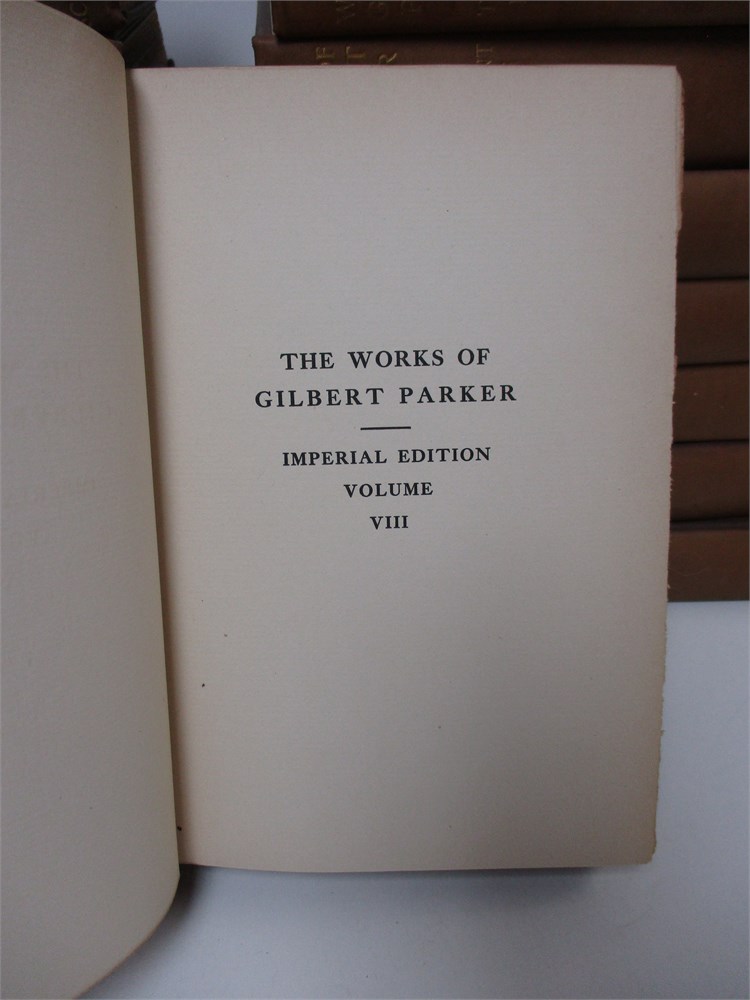 THE WORKS OF
GILBERT PARKER
IMPERIAL EDITION
VOLUME
VIII